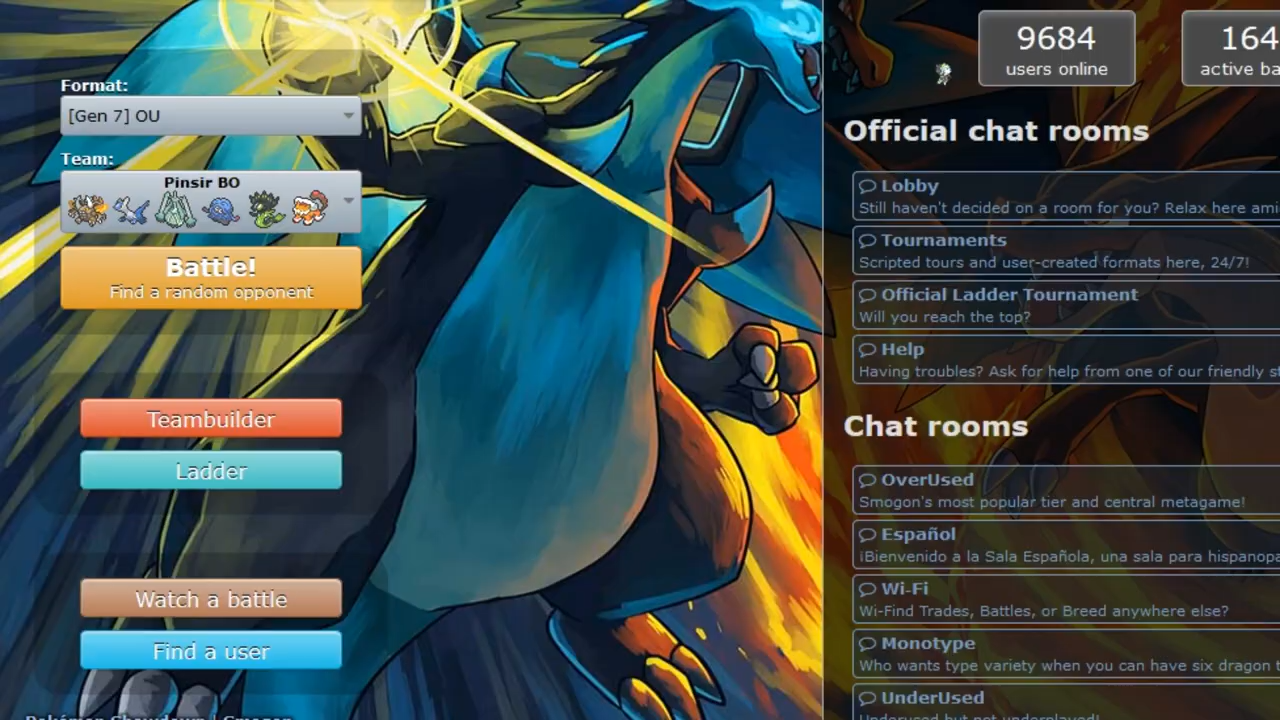 Format:
[Gen 7] OU
Team:
Pinsir BO
Battle!
Find a random opponent
Teambuilder
Ladder
Watch a battle
Find a user
9684
users online
164
active ba
Official chat rooms
Lobby
Still haven't decided on a room for you? Relax here ami
Tournaments
Scripted tours and user-created formats here, 24/7!
Official Ladder Tournament
Will you reach the top?
Help
Having troubles? Ask for help from one of our friendly st
Chat rooms
OverUsed
Smogon's most popular tier and central metagame!
Español
¡Bienvenido a la Sala Española, una sala para hispanopa
Wi-Fi
Wi-Find Trades, Battles, or Breed anywhere else?
Monotype
Who wants type variety when you can have six dragon t
UnderUsed
Underused but not underplayed!